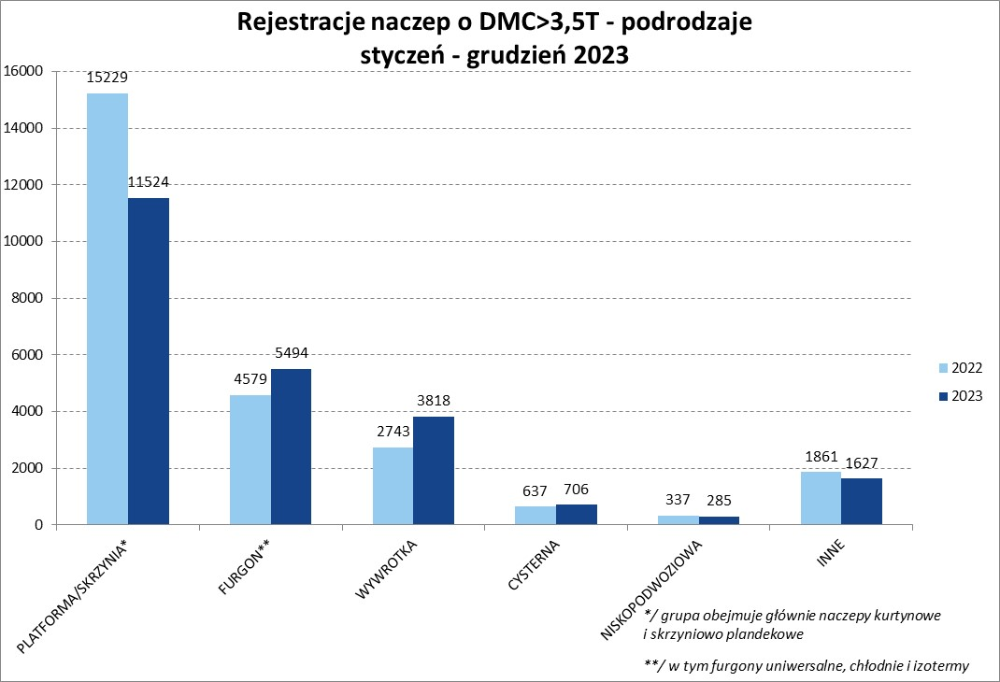 Rejestracje naczep o DMC>3,5T - podrodzaje
styczeń - grudzień 2023
16000
14000
12000
10000
8000
6000
4000
2000
0
15229
11524
4579
5494
2743
3818
637
706
337
285
1861
1627
PLATFORMA/SKRZYNIA*
FURGON**
WYWROTKA
CYSTERNA
NISKOPODWOZIOWA
INNE
2022
2023
*/ grupa obejmuje głównie naczepy kurtynowe
i skrzyniowo plandekowe
**/ w tym furgony uniwersalne, chłodnie i izotermy